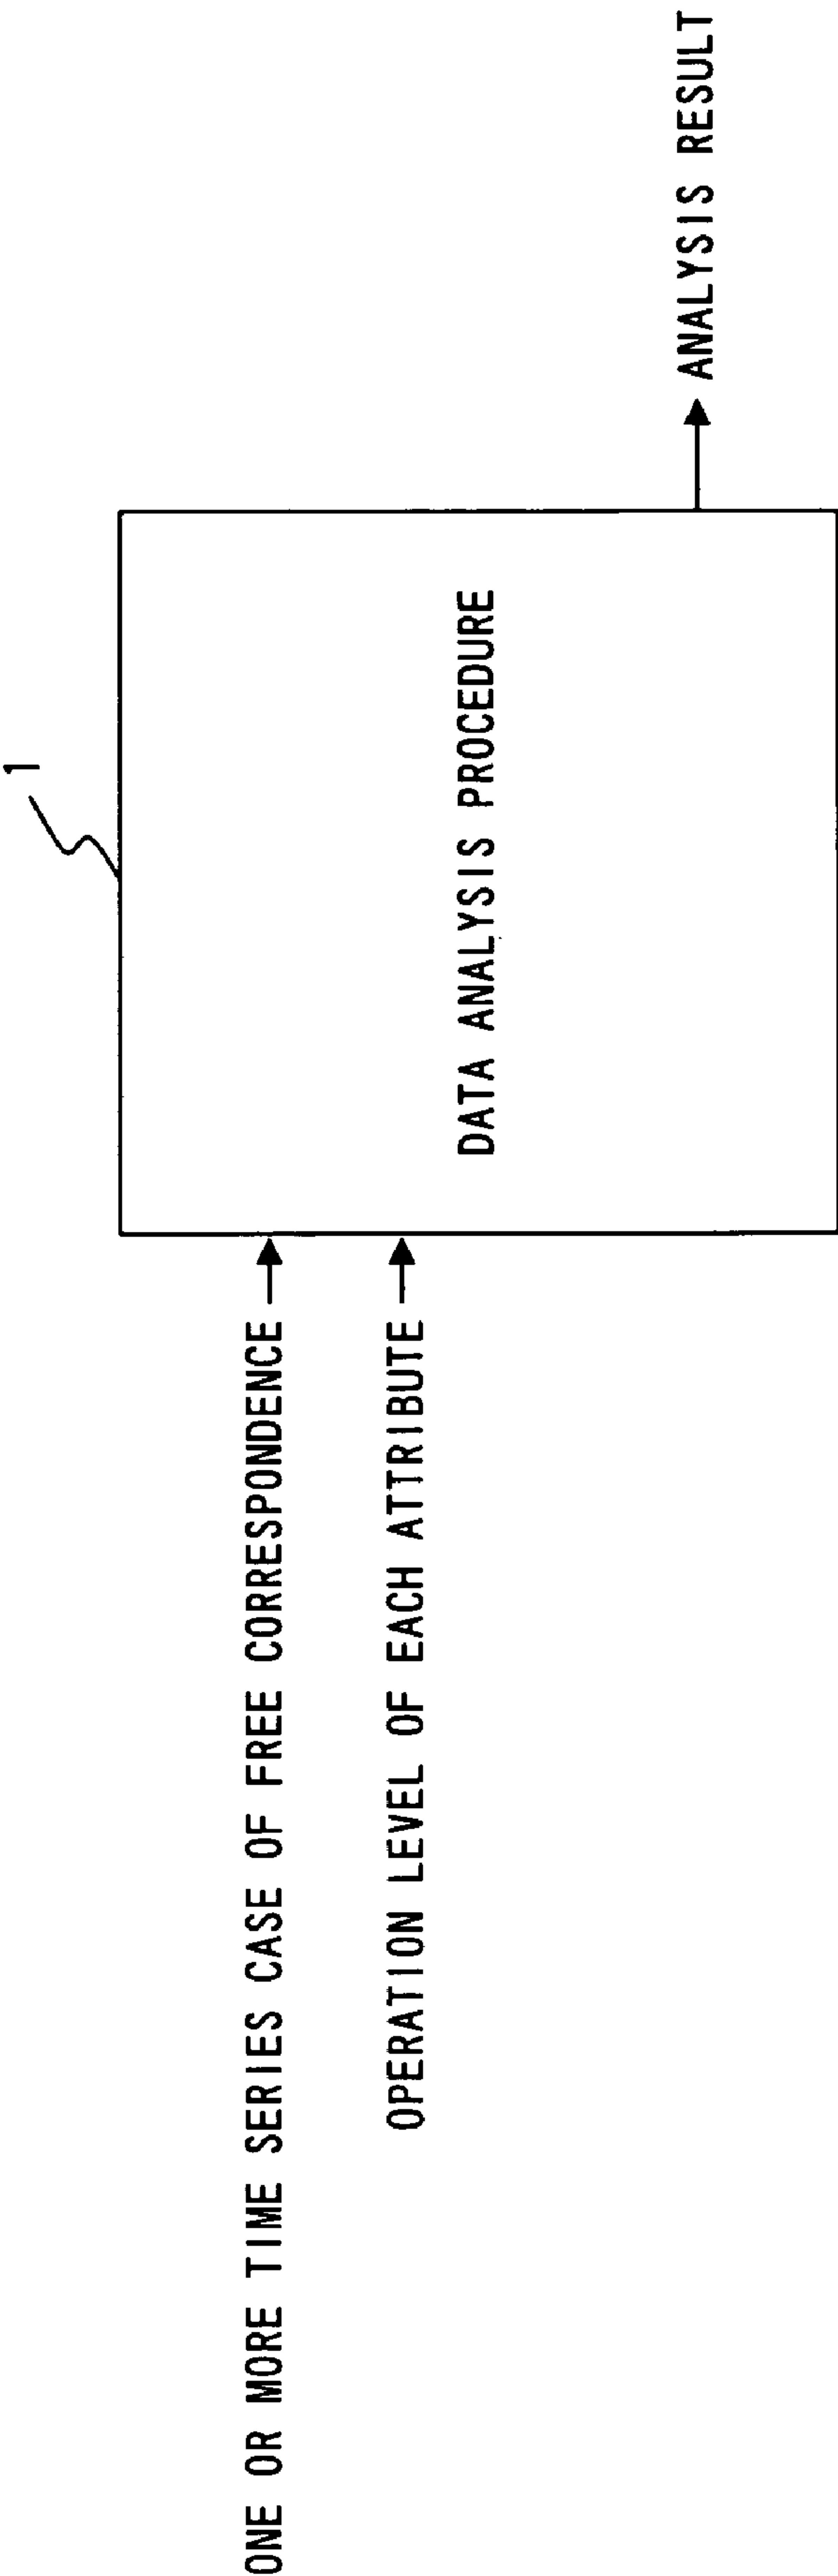 1
ONE OR MORE TIME SERIES CASE OF FREE CORRESPONDENCE
OPERATION LEVEL OF EACH ATTRIBUTE
DATA ANALYSIS PROCEDURE
ANALYSIS RESULT